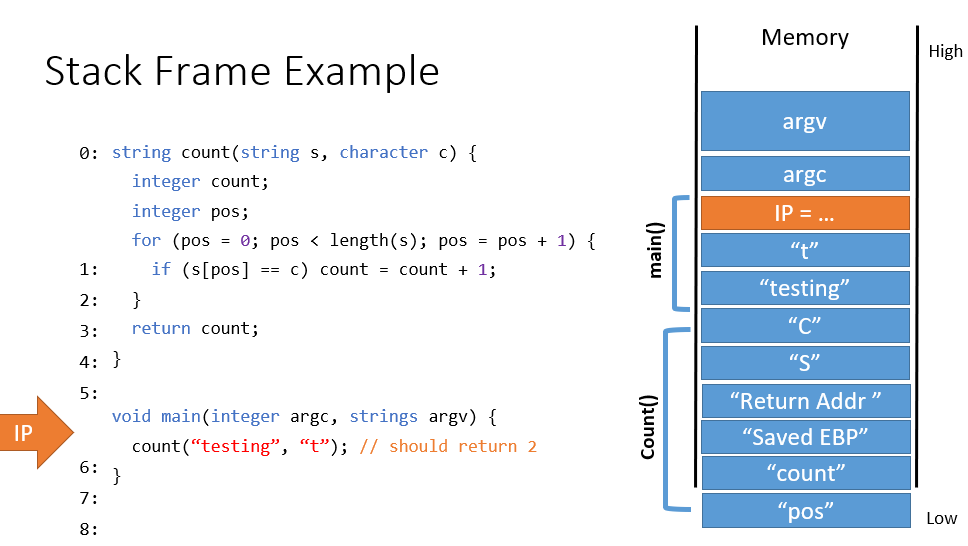 Stack Frame Example
0: string count(string s, character c) {
integer count;
integer pos;
for (pos = 0; pos < length(s); pos = pos + 1) {
1: if (s[pos] == c) count = count + 1;
2: }
3: return count;
4: }
5:
void main(integer argc, strings argv) {
count(“testing”, “t”); // should return 2
6: }
7:
8:
IP
Memory
High
argv
argc
IP = …
“t”
“testing”
“C”
“S”
“Return Addr ”
“Saved EBP”
“count”
“pos”
Low
main()
Count()